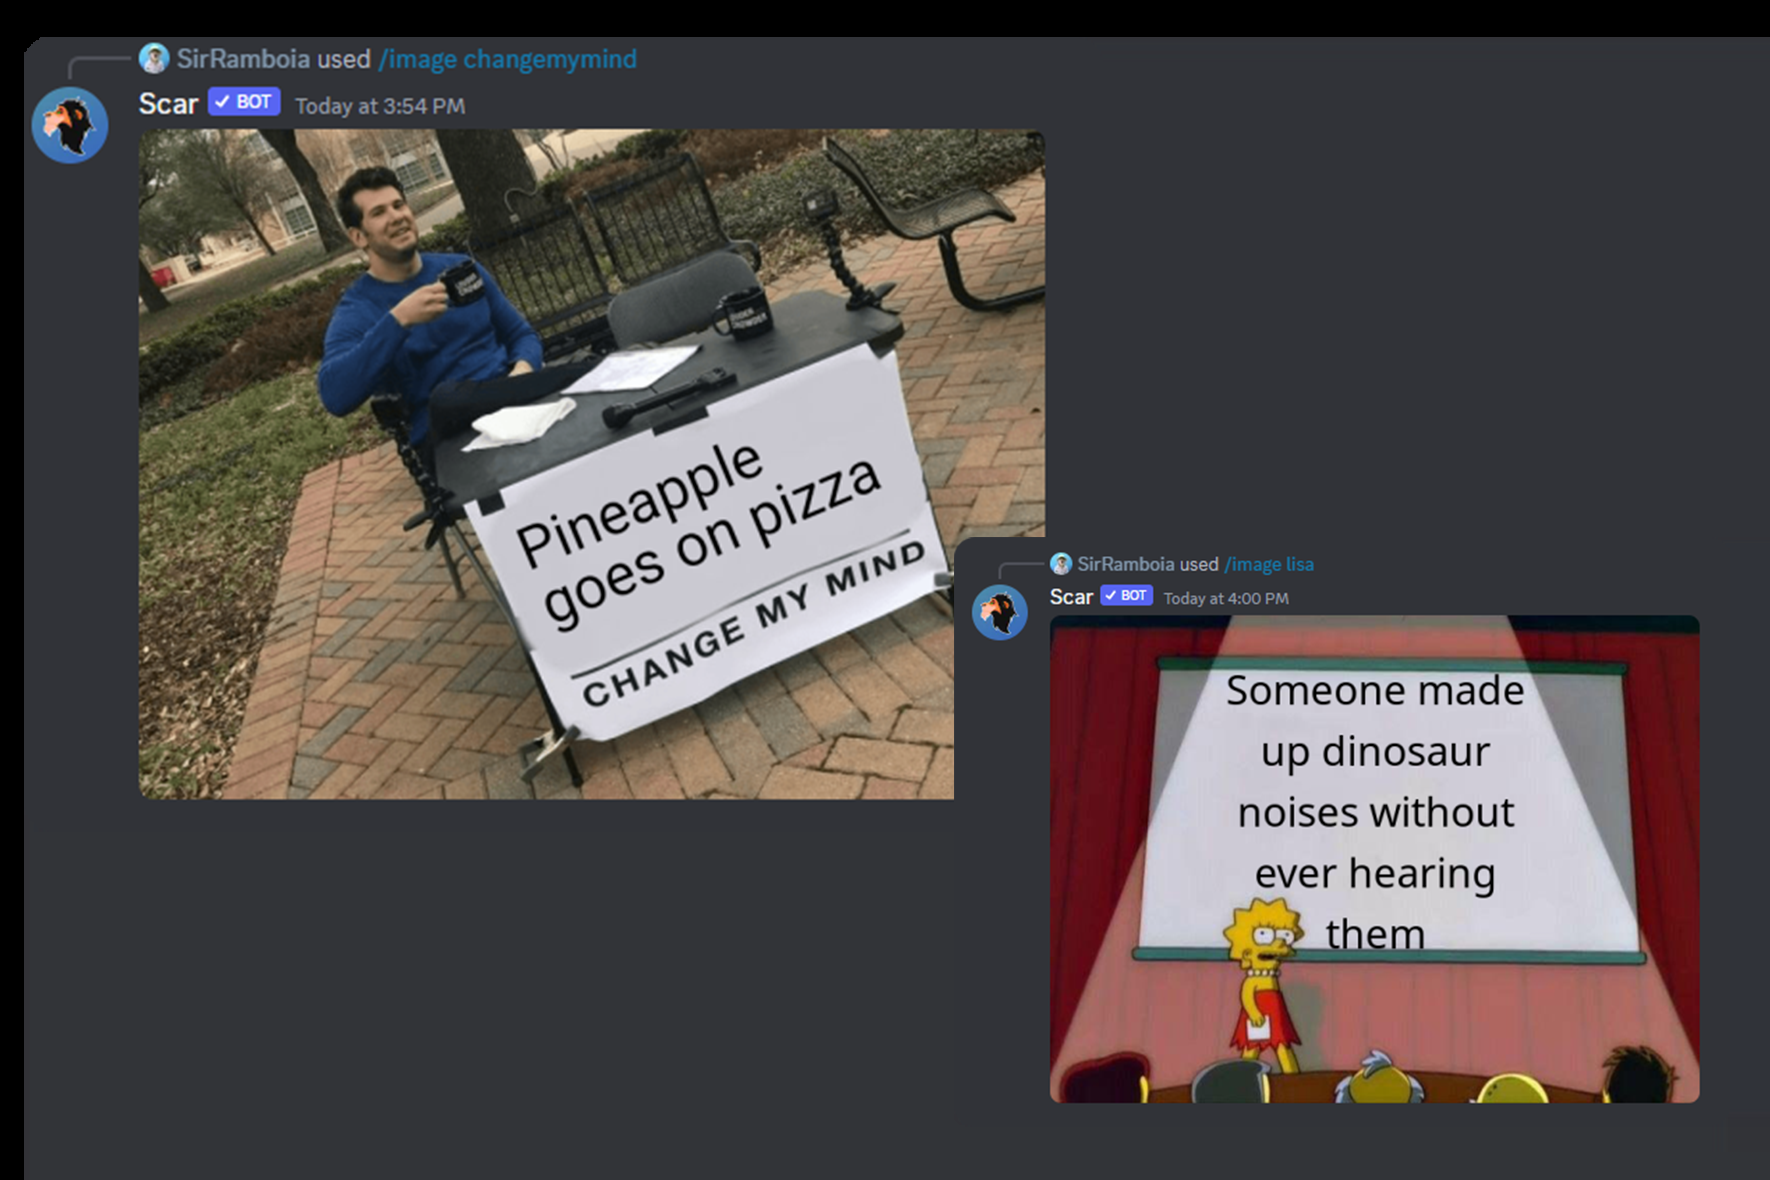 SirRamboia used /image changemymind
Scar ✓ BOT Today at 3:54 PM
CROWDER
Pineapple
goes on pizza
CHANGE MY MIND
SirRamboia used /image lisa
Scar ✓ BOT Today at 4:00 PM
Someone made
up dinosaur
noises without
ever hearing
them